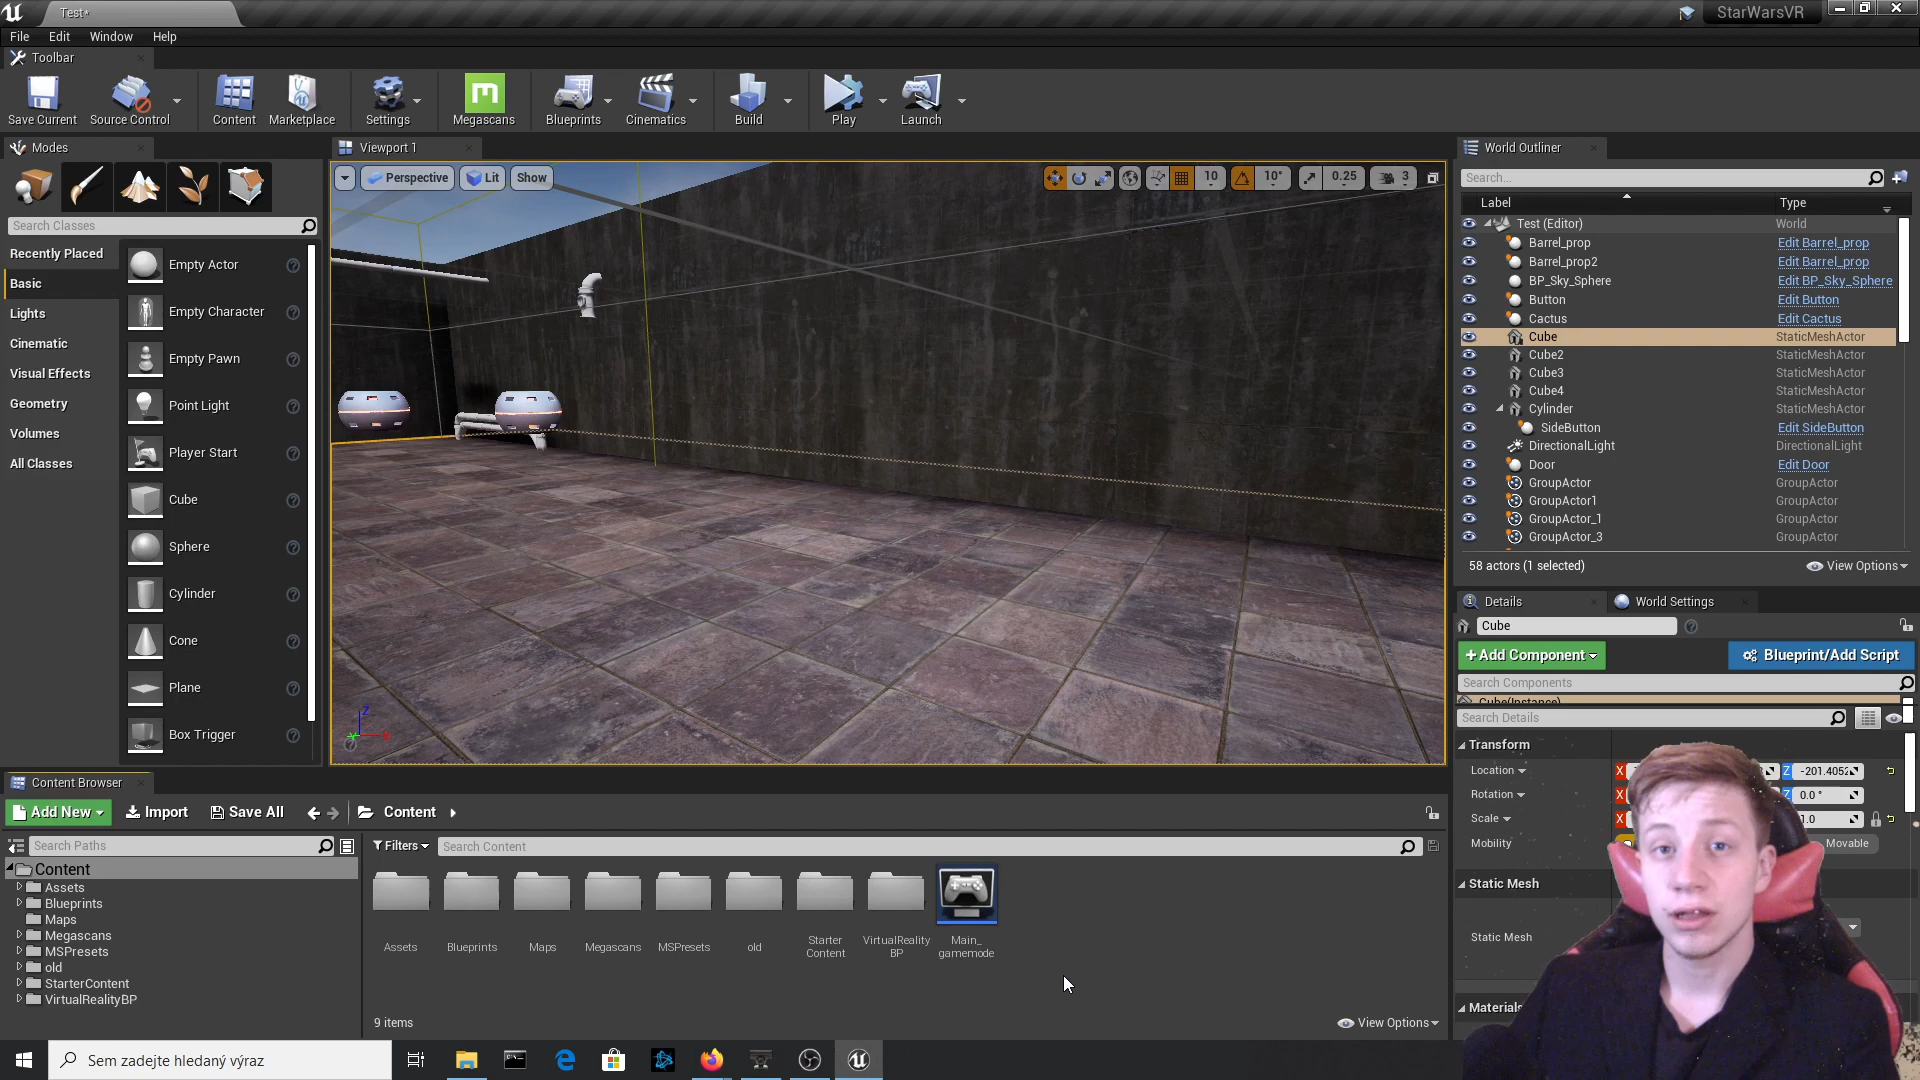 Test*
StarWarsVR
File Edit Window Help
Toolbar
Save Current
Source Control
Content
Marketplace
Settings
Megascans
Blueprints
Cinematics
Build
Play
Launch
Modes
Search Classes
Recently Placed
Basic
Lights
Cinematic
Visual Effects
Geometry
Volumes
All Classes
Empty Actor
Empty Character
Empty Pawn
Point Light
Player Start
Cube
Sphere
Cylinder
Cone
Plane
Box Trigger
Viewport 1
Perspective Lit Show
10 10° 0.25 3
Z
World Outliner
Search...
Label Type
Test (Editor) World
Barrel_prop Edit Barrel_prop
Barrel_prop2 Edit Barrel_prop
BP_Sky_Sphere Edit BP_Sky_Sphere
Button Edit Button
Cactus Edit Cactus
Cube StaticMeshActor
Cube2 StaticMeshActor
Cube3 StaticMeshActor
Cube4 StaticMeshActor
Cylinder StaticMeshActor
SideButton Edit SideButton
DirectionalLight DirectionalLight
Door Edit Door
GroupActor GroupActor
GroupActor1 GroupActor
GroupActor_1 GroupActor
GroupActor_3 GroupActor
58 actors (1 selected) View Options
Details World Settings
Cube
+Add Component Blueprint/Add Script
Search Components
Cube(Instance)
Search Details
Transform
Location X Z -201.4052
Rotation X Z 0.0 °
Scale X 1.0
Mobility Movable
Static Mesh
Static Mesh
Materials
Content Browser
Add New Import Save All Content
Search Paths
Content
Assets
Blueprints
Maps
Megascans
MSPresets
old
StarterContent
VirtualRealityBP
Filters Search Content
Assets
Blueprints
Maps
Megascans
MSPresets
old
Starter
Content
VirtualReality
BP
Main_
gamemode
9 items View Options
Sem zadejte hledaný výraz